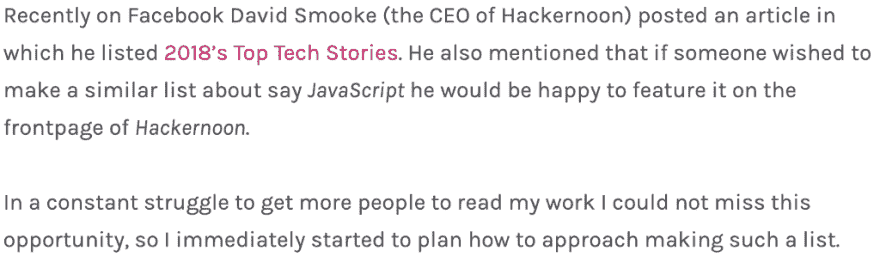 Recently on Facebook David Smooke (the CEO of Hackernoon) posted an article in
which he listed 2018’s Top Tech Stories. He also mentioned that if someone wished to
make a similar list about say JavaScript he would be happy to feature it on the
frontpage of Hackernoon.
In a constant struggle to get more people to read my work I could not miss this
opportunity, so I immediately started to plan how to approach making such a list.